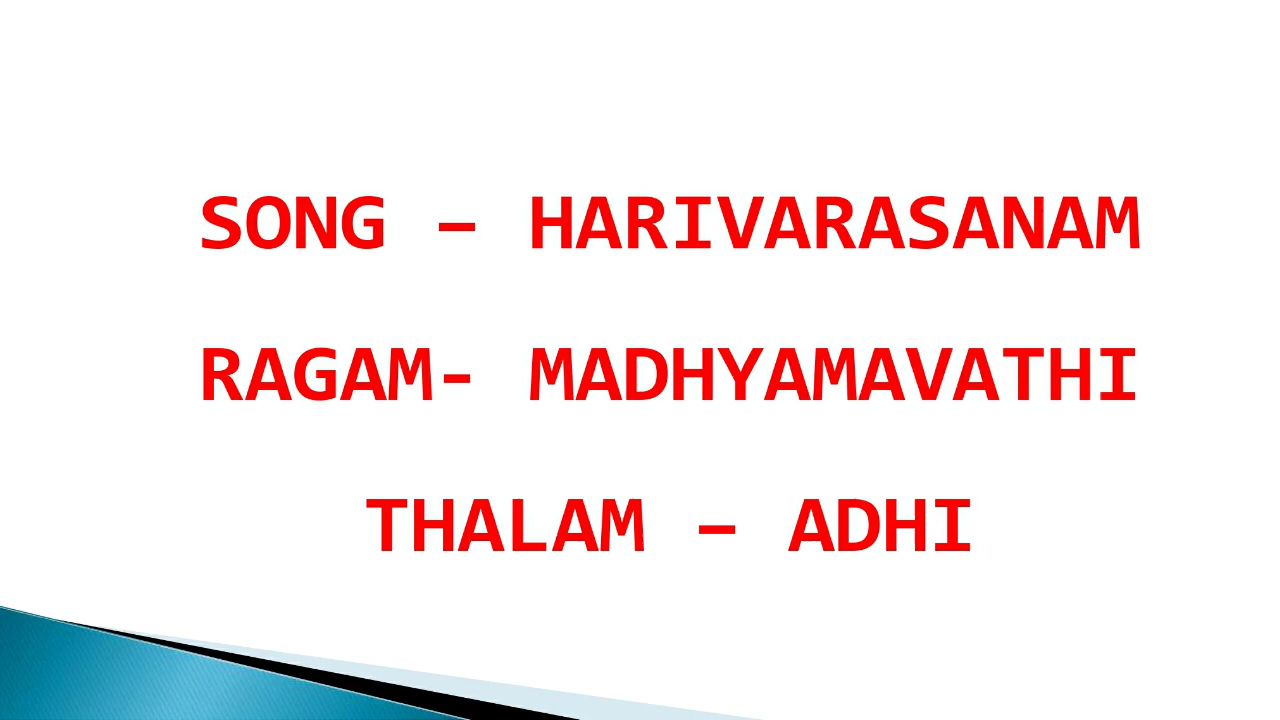 SONG – HARIVARASANAM
RAGAM- MADHYAMAVATHI
THALAM – ADHI